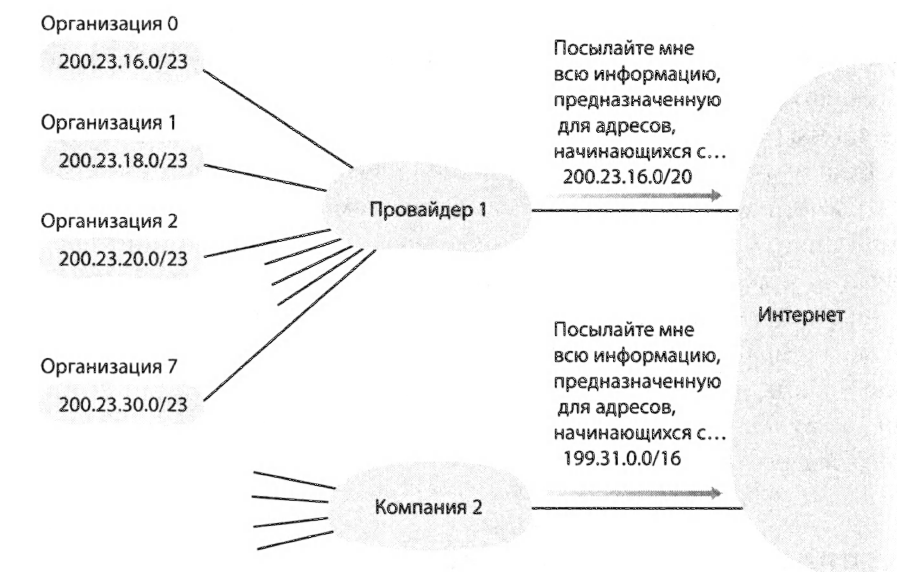 Организация 0
200.23.16.0/23
Организация 1
200.23.18.0/23
Организация 2
200.23.20.0/23
Организация 7
200.23.30.0/23
Провайдер 1
Посылайте мне
всю информацию,
предназначенную
для адресов,
начинающихся с...
200.23.16.0/20
Интернет
Посылайте мне
всю информацию,
предназначенную
для адресов,
начинающихся с...
199.31.0.0/16
Компания 2